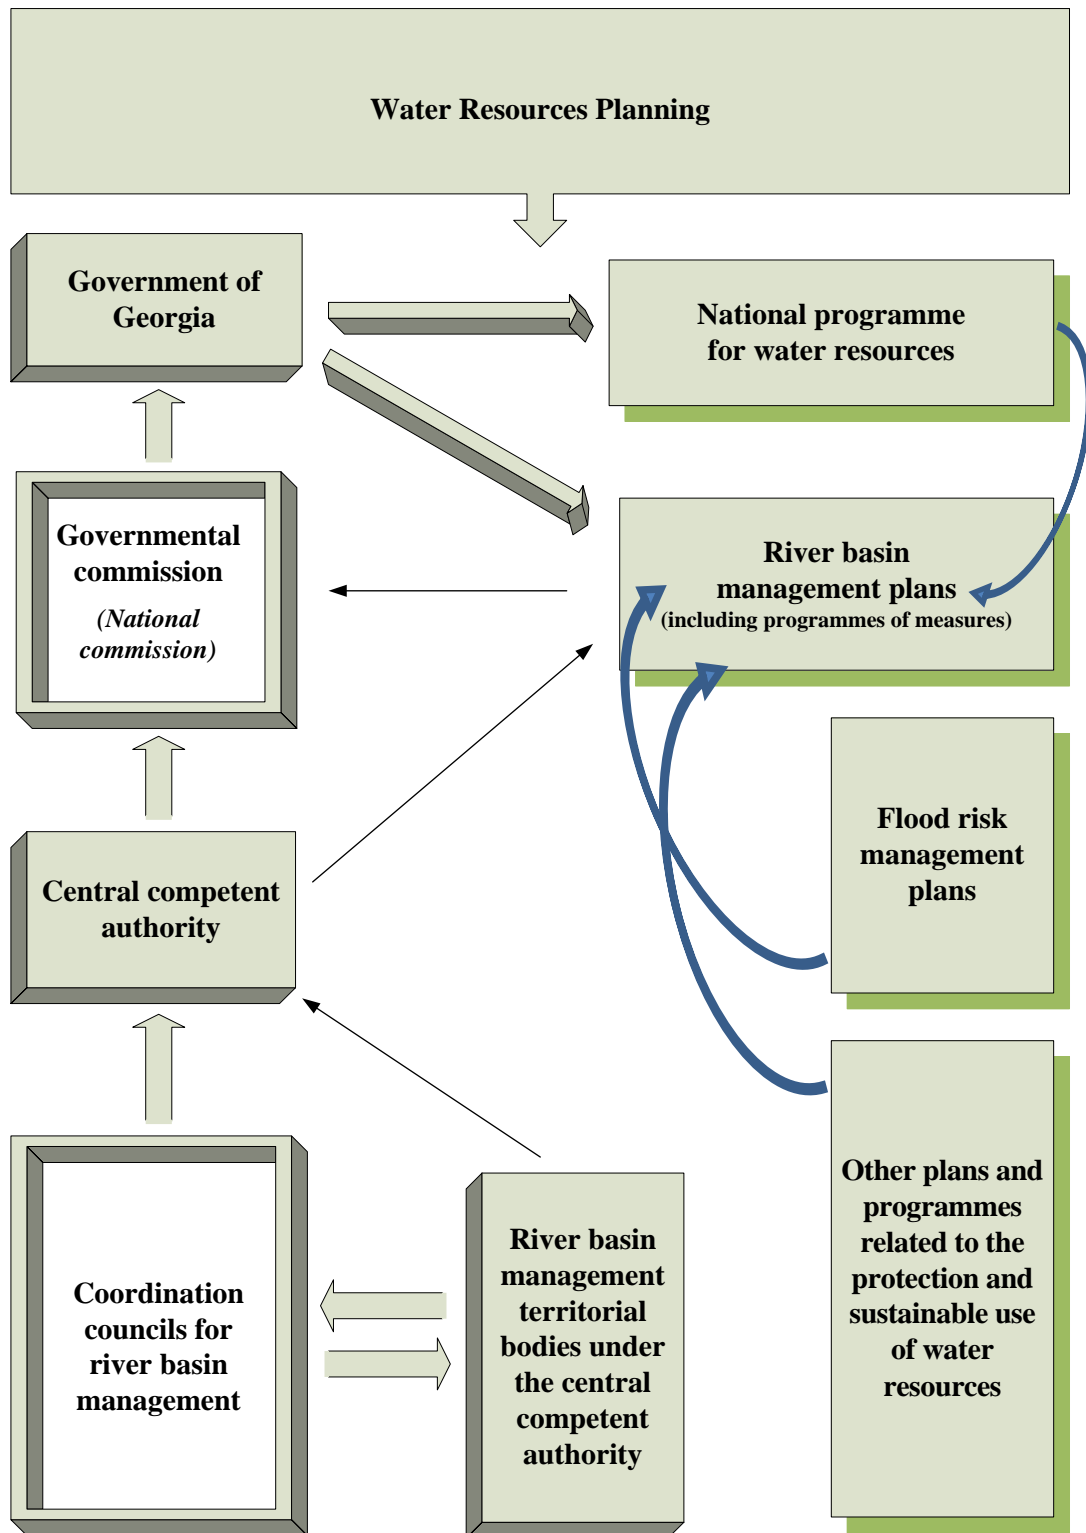 Water Resources Planning
Government of
Georgia
National programme
for water resources
Governmental
commission
(National
commission)
River basin
management plans
(including programmes of measures)
Flood risk
management
plans
Central competent
authority
Other plans and
programmes
related to the
protection and
sustainable use
of water
resources
River basin
management
territorial
bodies under
the central
competent
authority
Coordination
councils for
river basin
management